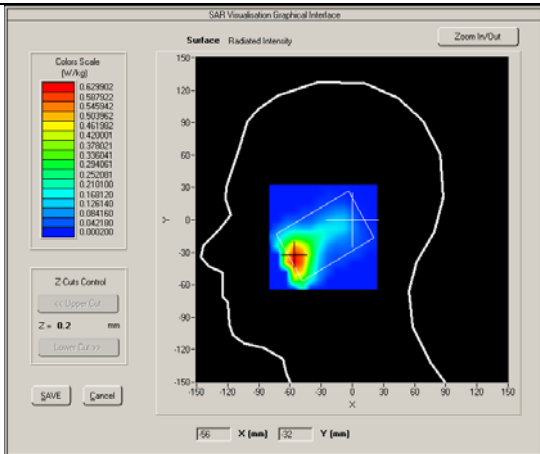 SAR Visualisation Graphical Interface
Surface Radiated Intensity
Zoom In/Out
Colors Scale
(W/kg)
0.629902
0.587922
0.545942
0.503962
0.461982
0.420001
0.378021
0.336041
0.294061
0.252081
0.210100
0.168120
0.126140
0.084160
0.042180
0.000200
Z Cuts Control
<< Upper Cut
Z = 0.2 mm
Lower Cut >>
SAVE Cancel
150
120
90
60
30
0
-30
-60
-90
-120
-150
Y
-150 -120 -90 -60 -30 0 30 60 90 120 150
X
-56 X (mm) -32 Y (mm)